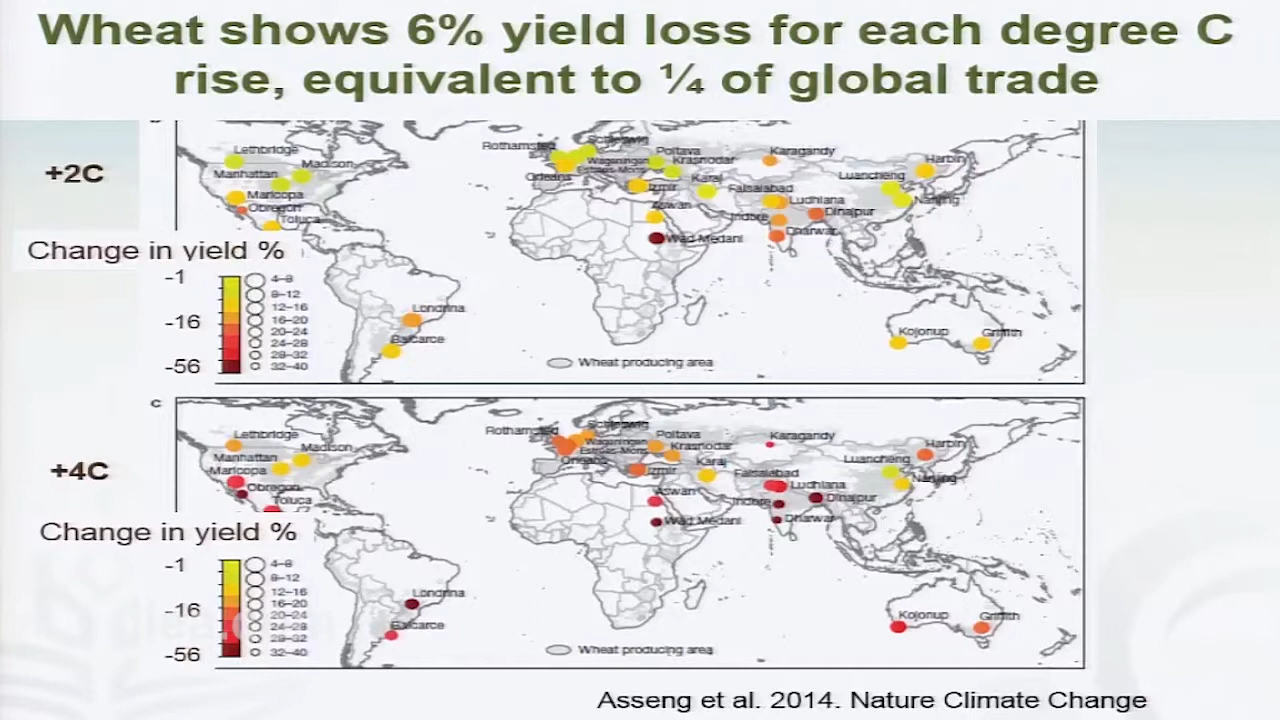 Wheat shows 6% yield loss for each degree C
rise, equivalent to ¼ of global trade
+2C
Lethbridge
Manhattan
Madison
Maricopa
Obregon
Toluca
Londrina
Balcarce
Rothamsted
Schleswig
Wageningen
Orleans
Poltava
Krasnodar
Izmir
Karaj
Aswan
Wad Medani
Karagandy
Faisalabad
Ludhiana
Indore
Dinajpur
Dharwar
Harbin
Luancheng
Nanjing
Kojonup
Griffith
Change in yield %
-1
-16
-56
4–8
8–12
12–16
16–20
20–24
24–28
28–32
32–40
Wheat producing area
c
+4C
Lethbridge
Manhattan
Madison
Maricopa
Obregon
Toluca
Londrina
Balcarce
Rothamsted
Schleswig
Wageningen
Orleans
Poltava
Krasnodar
Izmir
Karaj
Aswan
Wad Medani
Karagandy
Faisalabad
Ludhiana
Indore
Dinajpur
Dharwar
Harbin
Luancheng
Nanjing
Kojonup
Griffith
Change in yield %
-1
-16
-56
4–8
8–12
12–16
16–20
20–24
24–28
28–32
32–40
Wheat producing area
Asseng et al. 2014. Nature Climate Change